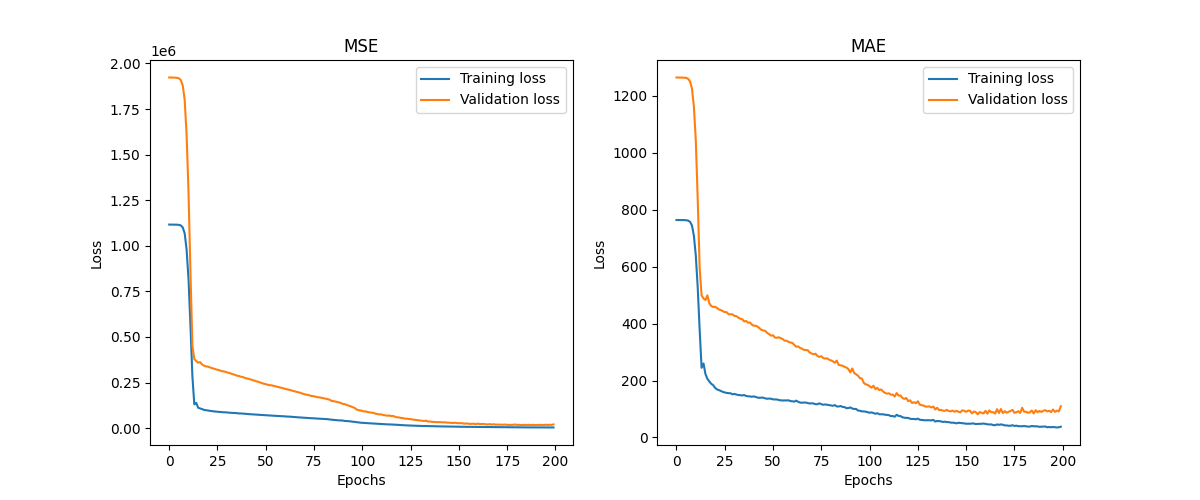 MSE
1e6
2.00
1.75
1.50
1.25
1.00
0.75
0.50
0.25
0.00
Loss
0 25 50 75 100 125 150 175 200
Epochs
Training loss
Validation loss
MAE
1200
1000
800
600
400
200
0
Loss
0 25 50 75 100 125 150 175 200
Epochs
Training loss
Validation loss